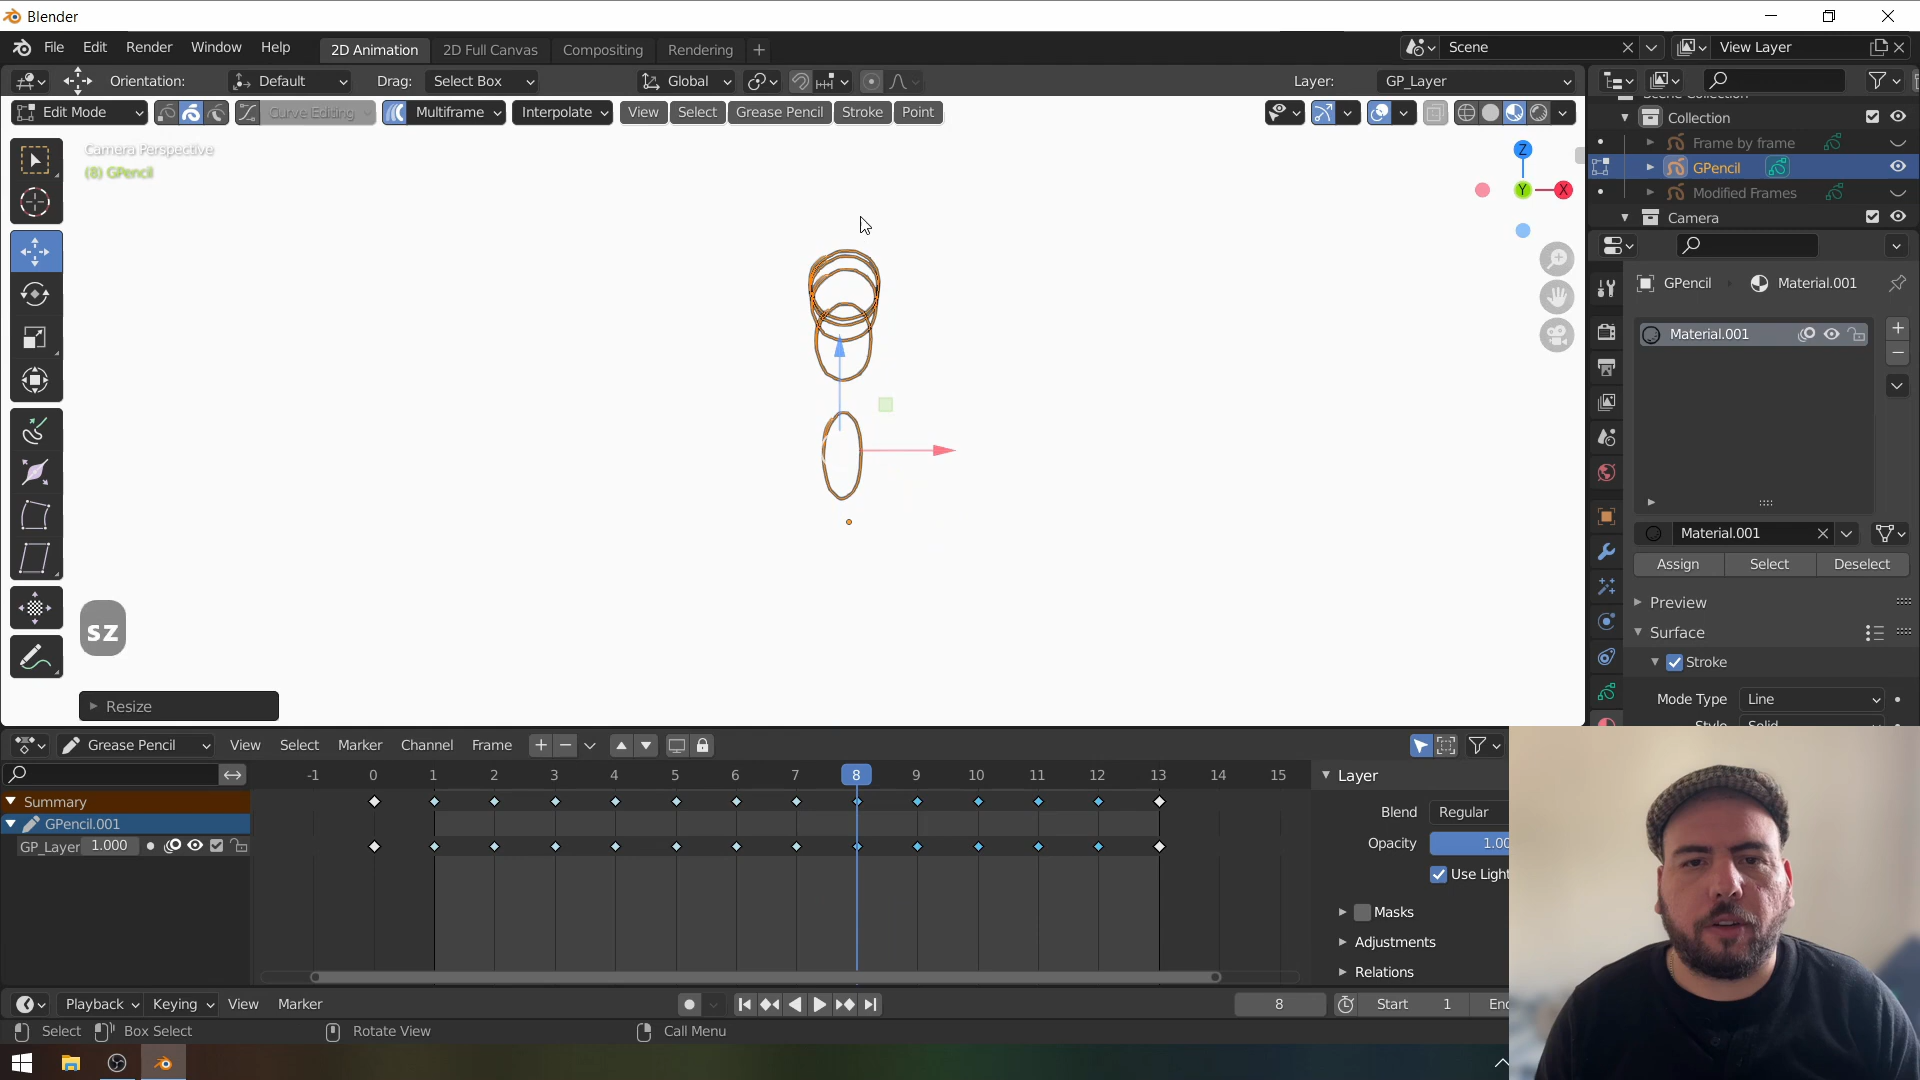 Blender
File Edit Render Window Help 2D Animation 2D Full Canvas Compositing Rendering Scene View Layer
Orientation: Default Drag: Select Box Global Layer: GP_Layer
Edit Mode Curve Editing Multiframe Interpolate View Select Grease Pencil Stroke Point
Camera Perspective
(8) GPencil
Z
Y X
sz
Resize
Collection
Frame by frame
GPencil
Modified Frames
Camera
GPencil Material.001
Material.001
Material.001
Assign Select Deselect
Preview
Surface
Stroke
Mode Type Line
Grease Pencil View Select Marker Channel Frame
-1 0 1 2 3 4 5 6 7 8 9 10 11 12 13 14 15
Summary
GPencil.001
GP_Layer 1.000
Layer
Blend Regular
Opacity 1.00
Use Light
Masks
Adjustments
Relations
Playback Keying View Marker 8 Start 1 End
Select Box Select Rotate View Call Menu